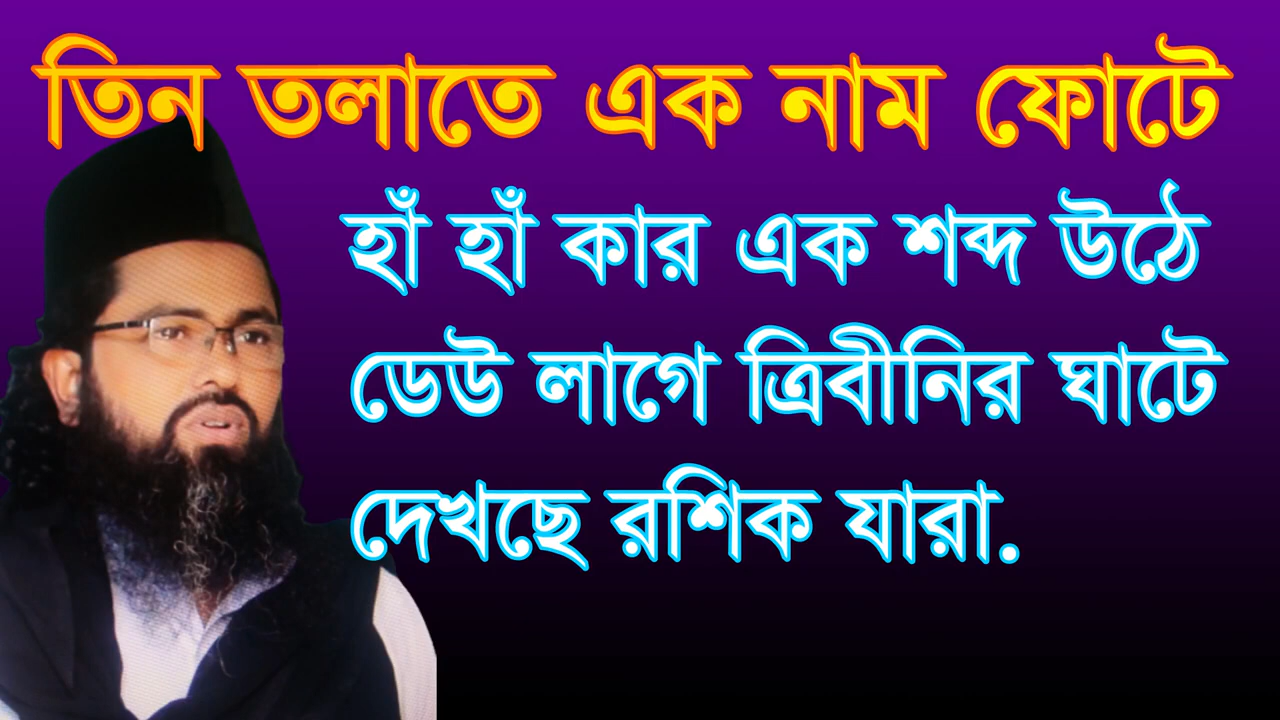 তিন তলাতে এক নাম ফোটে
হাঁ হাঁ কার এক শব্দ উঠে
ডেউ লাগে ত্রিবীনির ঘাটে
দেখছে রশিক যারা.